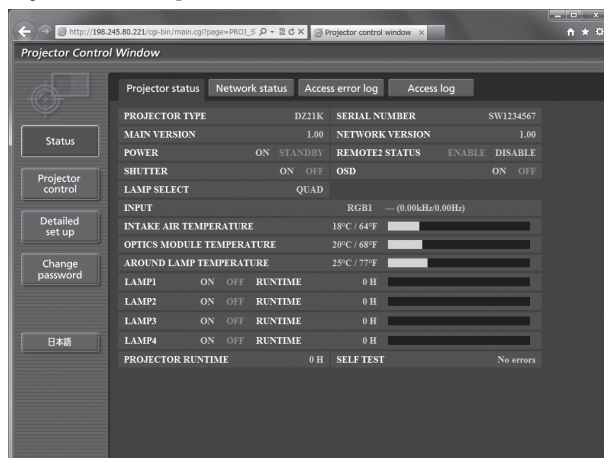 http://198.245.80.221/cgi-bin/main.cgi?page=PROJ_S
Projector control window
Projector Control Window
Projector status Network status Access error log Access log
Status
Projector control
Detailed set up
Change password
日本語
PROJECTOR TYPE DZ21K SERIAL NUMBER SW1234567
MAIN VERSION 1.00 NETWORK VERSION 1.00
POWER ON STANDBY REMOTE2 STATUS ENABLE DISABLE
SHUTTER ON OFF OSD ON OFF
LAMP SELECT QUAD
INPUT RGB1 --- (0.00kHz/0.00Hz)
INTAKE AIR TEMPERATURE 18°C / 64°F
OPTICS MODULE TEMPERATURE 20°C / 68°F
AROUND LAMP TEMPERATURE 25°C / 77°F
LAMP1 ON OFF RUNTIME 0 H
LAMP2 ON OFF RUNTIME 0 H
LAMP3 ON OFF RUNTIME 0 H
LAMP4 ON OFF RUNTIME 0 H
PROJECTOR RUNTIME 0 H SELF TEST No errors